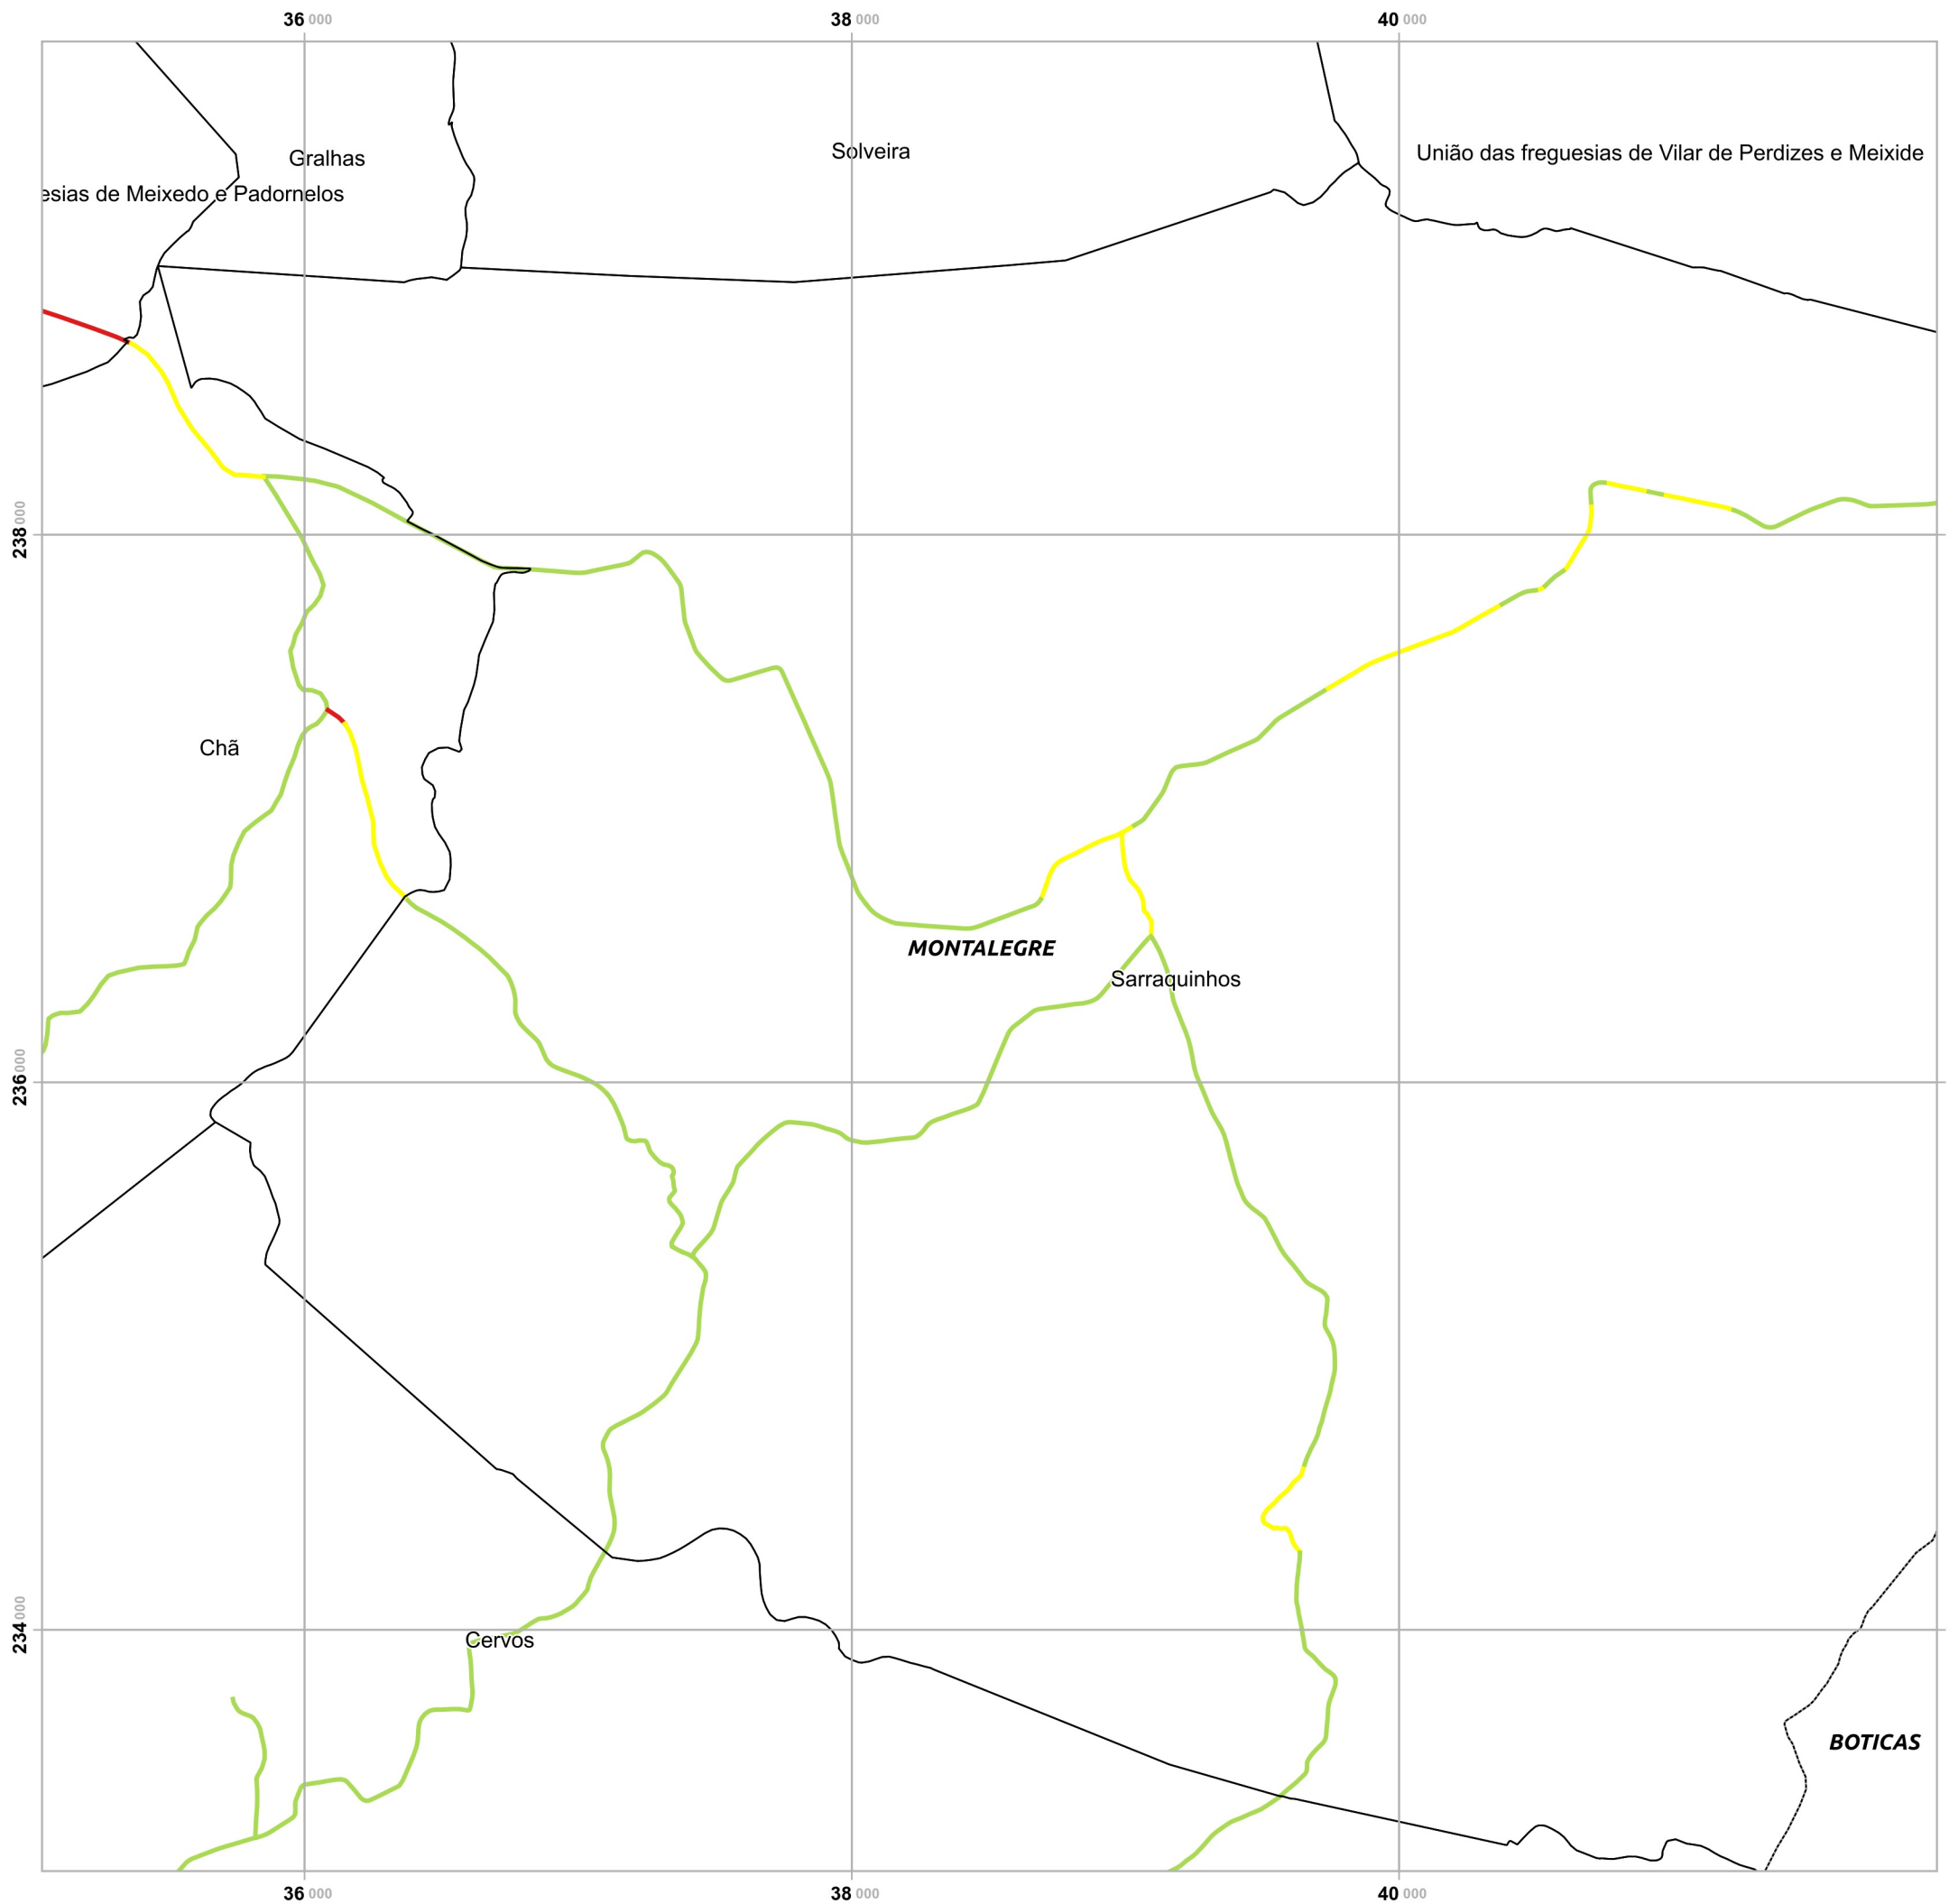 36 000 38 000 40 000
Gralhas
Solveira
União das freguesias de Vilar de Perdizes e Meixide
esias de Meixedo e Padornelos
238 000
Chã
MONTALEGRE
Sarraquinhos
236 000
234 000
Cervos
BOTICAS
36 000 38 000 40 000